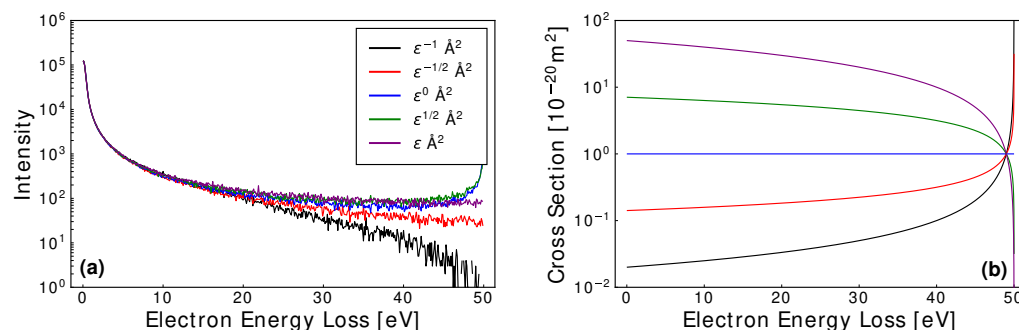 (a)
10^6
10^5
10^4
10^3
10^2
10^1
10^0
Intensity
ε^{-1} Å^2
ε^{-1/2} Å^2
ε^0 Å^2
ε^{1/2} Å^2
ε Å^2
0 10 20 30 40 50
Electron Energy Loss [eV]
(b)
10^2
10^1
10^0
10^{-1}
10^{-2}
Cross Section [10^{-20}m^2]
0 10 20 30 40 50
Electron Energy Loss [eV]